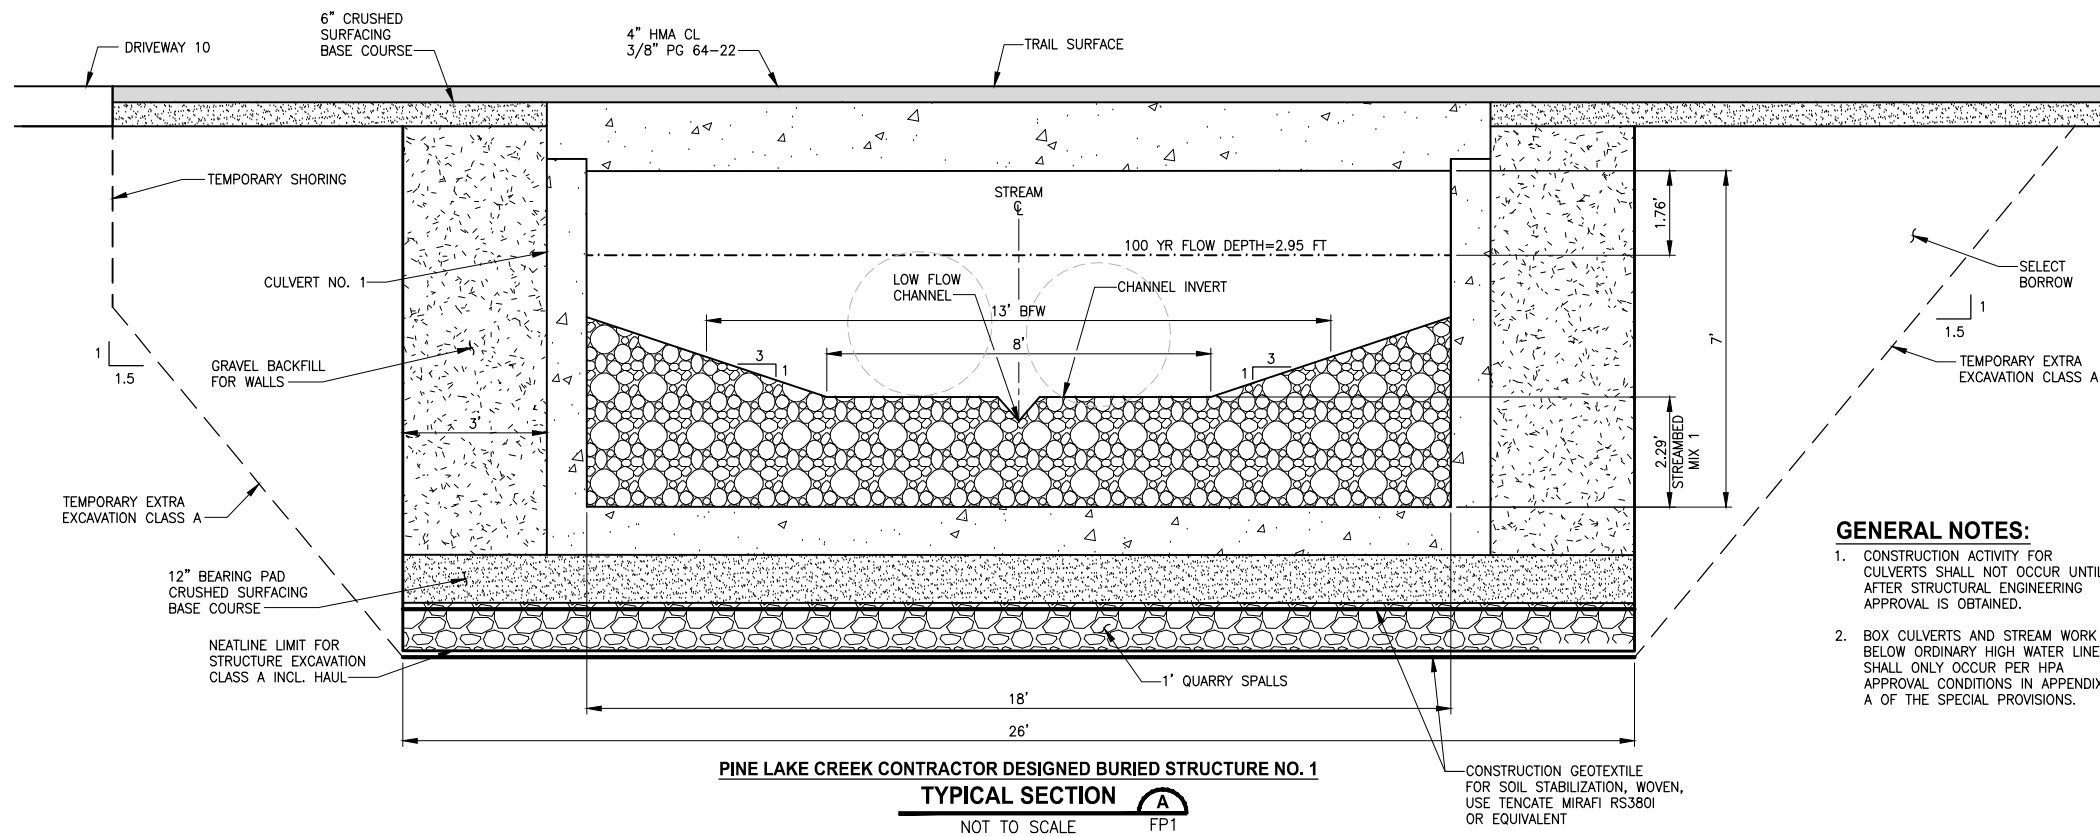 DRIVEWAY 10
6" CRUSHED
SURFACING
BASE COURSE
4" HMA CL
3/8" PG 64-22
TRAIL SURFACE
TEMPORARY SHORING
STREAM
CL
1.76'
100 YR FLOW DEPTH=2.95 FT
CULVERT NO. 1
LOW FLOW
CHANNEL
CHANNEL INVERT
SELECT
BORROW
13' BFW
1
1.5
1
1.5
8'
7'
3
1
3
1
GRAVEL BACKFILL
FOR WALLS
TEMPORARY EXTRA
EXCAVATION CLASS A
3'
2.29'
STREAMBED
MIX 1
TEMPORARY EXTRA
EXCAVATION CLASS A
12" BEARING PAD
CRUSHED SURFACING
BASE COURSE
NEATLINE LIMIT FOR
STRUCTURE EXCAVATION
CLASS A INCL. HAUL
1' QUARRY SPALLS
18'
26'
GENERAL NOTES:
1. CONSTRUCTION ACTIVITY FOR
CULVERTS SHALL NOT OCCUR UNTIL
AFTER STRUCTURAL ENGINEERING
APPROVAL IS OBTAINED.
2. BOX CULVERTS AND STREAM WORK
BELOW ORDINARY HIGH WATER LINE
SHALL ONLY OCCUR PER HPA
APPROVAL CONDITIONS IN APPENDIX
A OF THE SPECIAL PROVISIONS.
PINE LAKE CREEK CONTRACTOR DESIGNED BURIED STRUCTURE NO. 1
TYPICAL SECTION A
NOT TO SCALE FP1
CONSTRUCTION GEOTEXTILE
FOR SOIL STABILIZATION, WOVEN,
USE TENCATE MIRAFI RS380I
OR EQUIVALENT